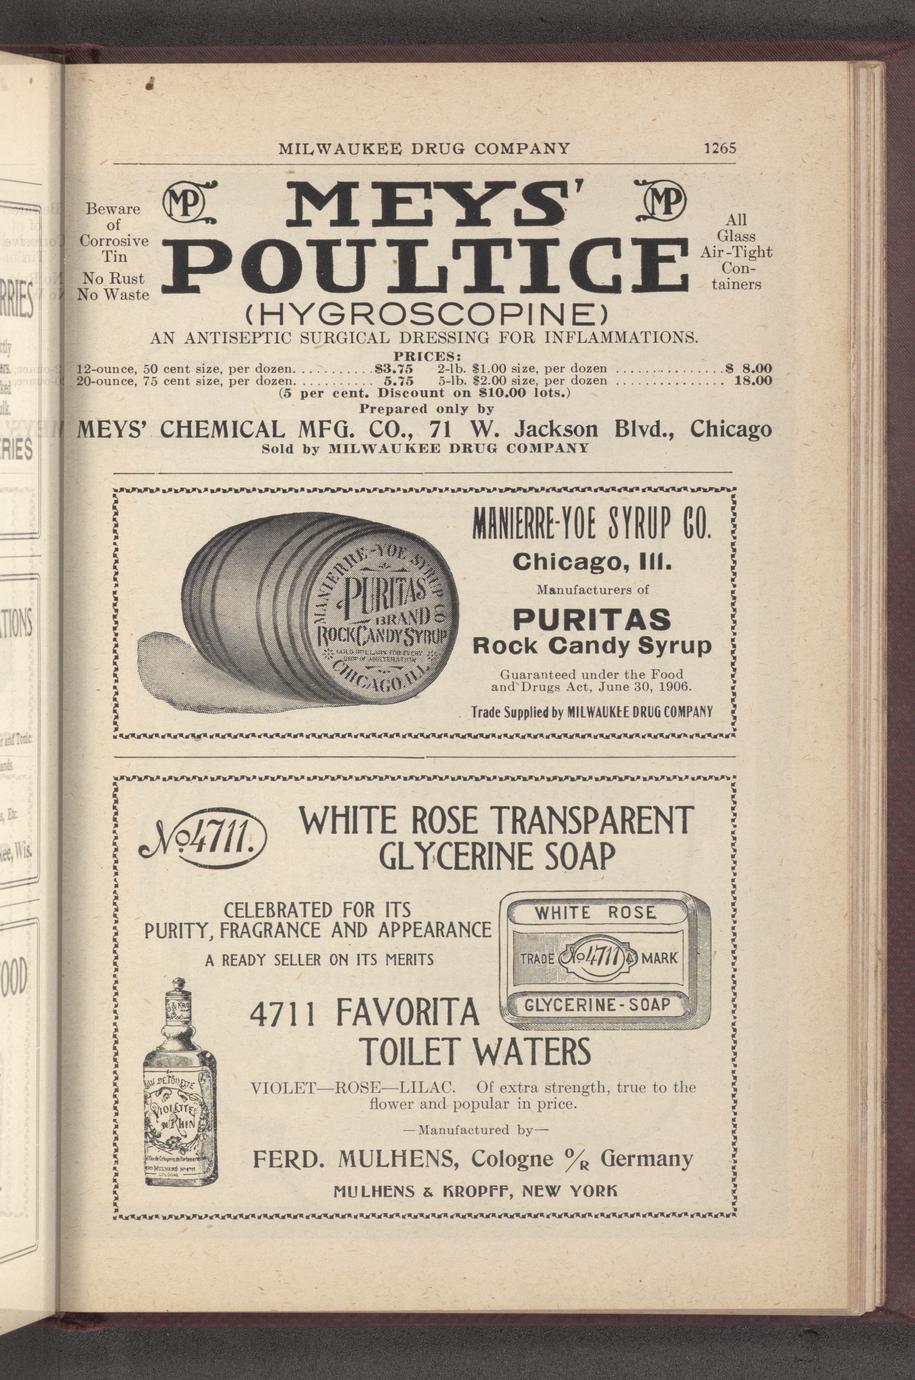 MILWAUKEE DRUG COMPANY 1265
MP MEYS' MP
Beware
of
Corrosive
Tin
No Rust
No Waste
POULTICE
All
Glass
Air-Tight
Con-
tainers
(HYGROSCOPINE)
AN ANTISEPTIC SURGICAL DRESSING FOR INFLAMMATIONS.
PRICES:
12-ounce, 50 cent size, per dozen. . . . . . . . . . .$3.75 2-lb. $1.00 size, per dozen . . . . . . . . . . . . . . .$ 8.00
20-ounce, 75 cent size, per dozen. . . . . . . . . . . 5.75 5-lb. $2.00 size, per dozen . . . . . . . . . . . . . . . 18.00
(5 per cent. Discount on $10.00 lots.)
Prepared only by
MEYS' CHEMICAL MFG. CO., 71 W. Jackson Blvd., Chicago
Sold by MILWAUKEE DRUG COMPANY
MANIERRE-YOE SYRUP CO
PURITAS
BRAND
ROCK CANDY SYRUP
CHICAGO. ILL
MANIERRE-YOE SYRUP CO.
Chicago, Ill.
Manufacturers of
PURITAS
Rock Candy Syrup
Guaranteed under the Food
and Drugs Act, June 30, 1906.
Trade Supplied by MILWAUKEE DRUG COMPANY
No4711.
WHITE ROSE TRANSPARENT
GLYCERINE SOAP
CELEBRATED FOR ITS
PURITY, FRAGRANCE AND APPEARANCE
A READY SELLER ON ITS MERITS
WHITE ROSE
TRADE No4711 MARK
GLYCERINE-SOAP
4711 FAVORITA
TOILET WATERS
VIOLETTES
DU RHIN
VIOLET—ROSE—LILAC. Of extra strength, true to the
flower and popular in price.
—Manufactured by—
FERD. MULHENS, Cologne o/R Germany
MULHENS & KROPFF, NEW YORK